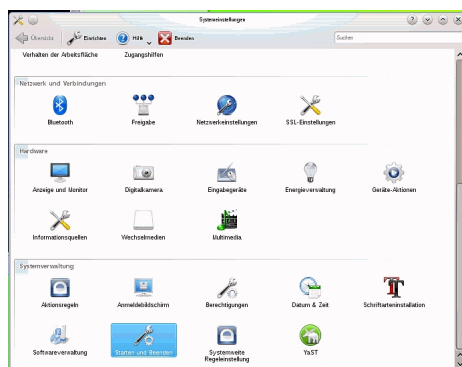 Systemeinstellungen
Übersicht Einrichten Hilfe Beenden Suchen
Verhalten der Arbeitsfläche Zugangshilfen
Netzwerk und Verbindungen
Bluetooth Freigabe Netzwerkeinstellungen SSL-Einstellungen
Hardware
Anzeige und Monitor Digitalkamera Eingabegeräte Energieverwaltung Geräte-Aktionen
Informationsquellen Wechselmedien Multimedia
Systemverwaltung
Aktionsregeln Anmeldebildschirm Berechtigungen Datum & Zeit Schriftarteninstallation
Softwareverwaltung Starten und Beenden Systemweite Regeleinstellung YaST